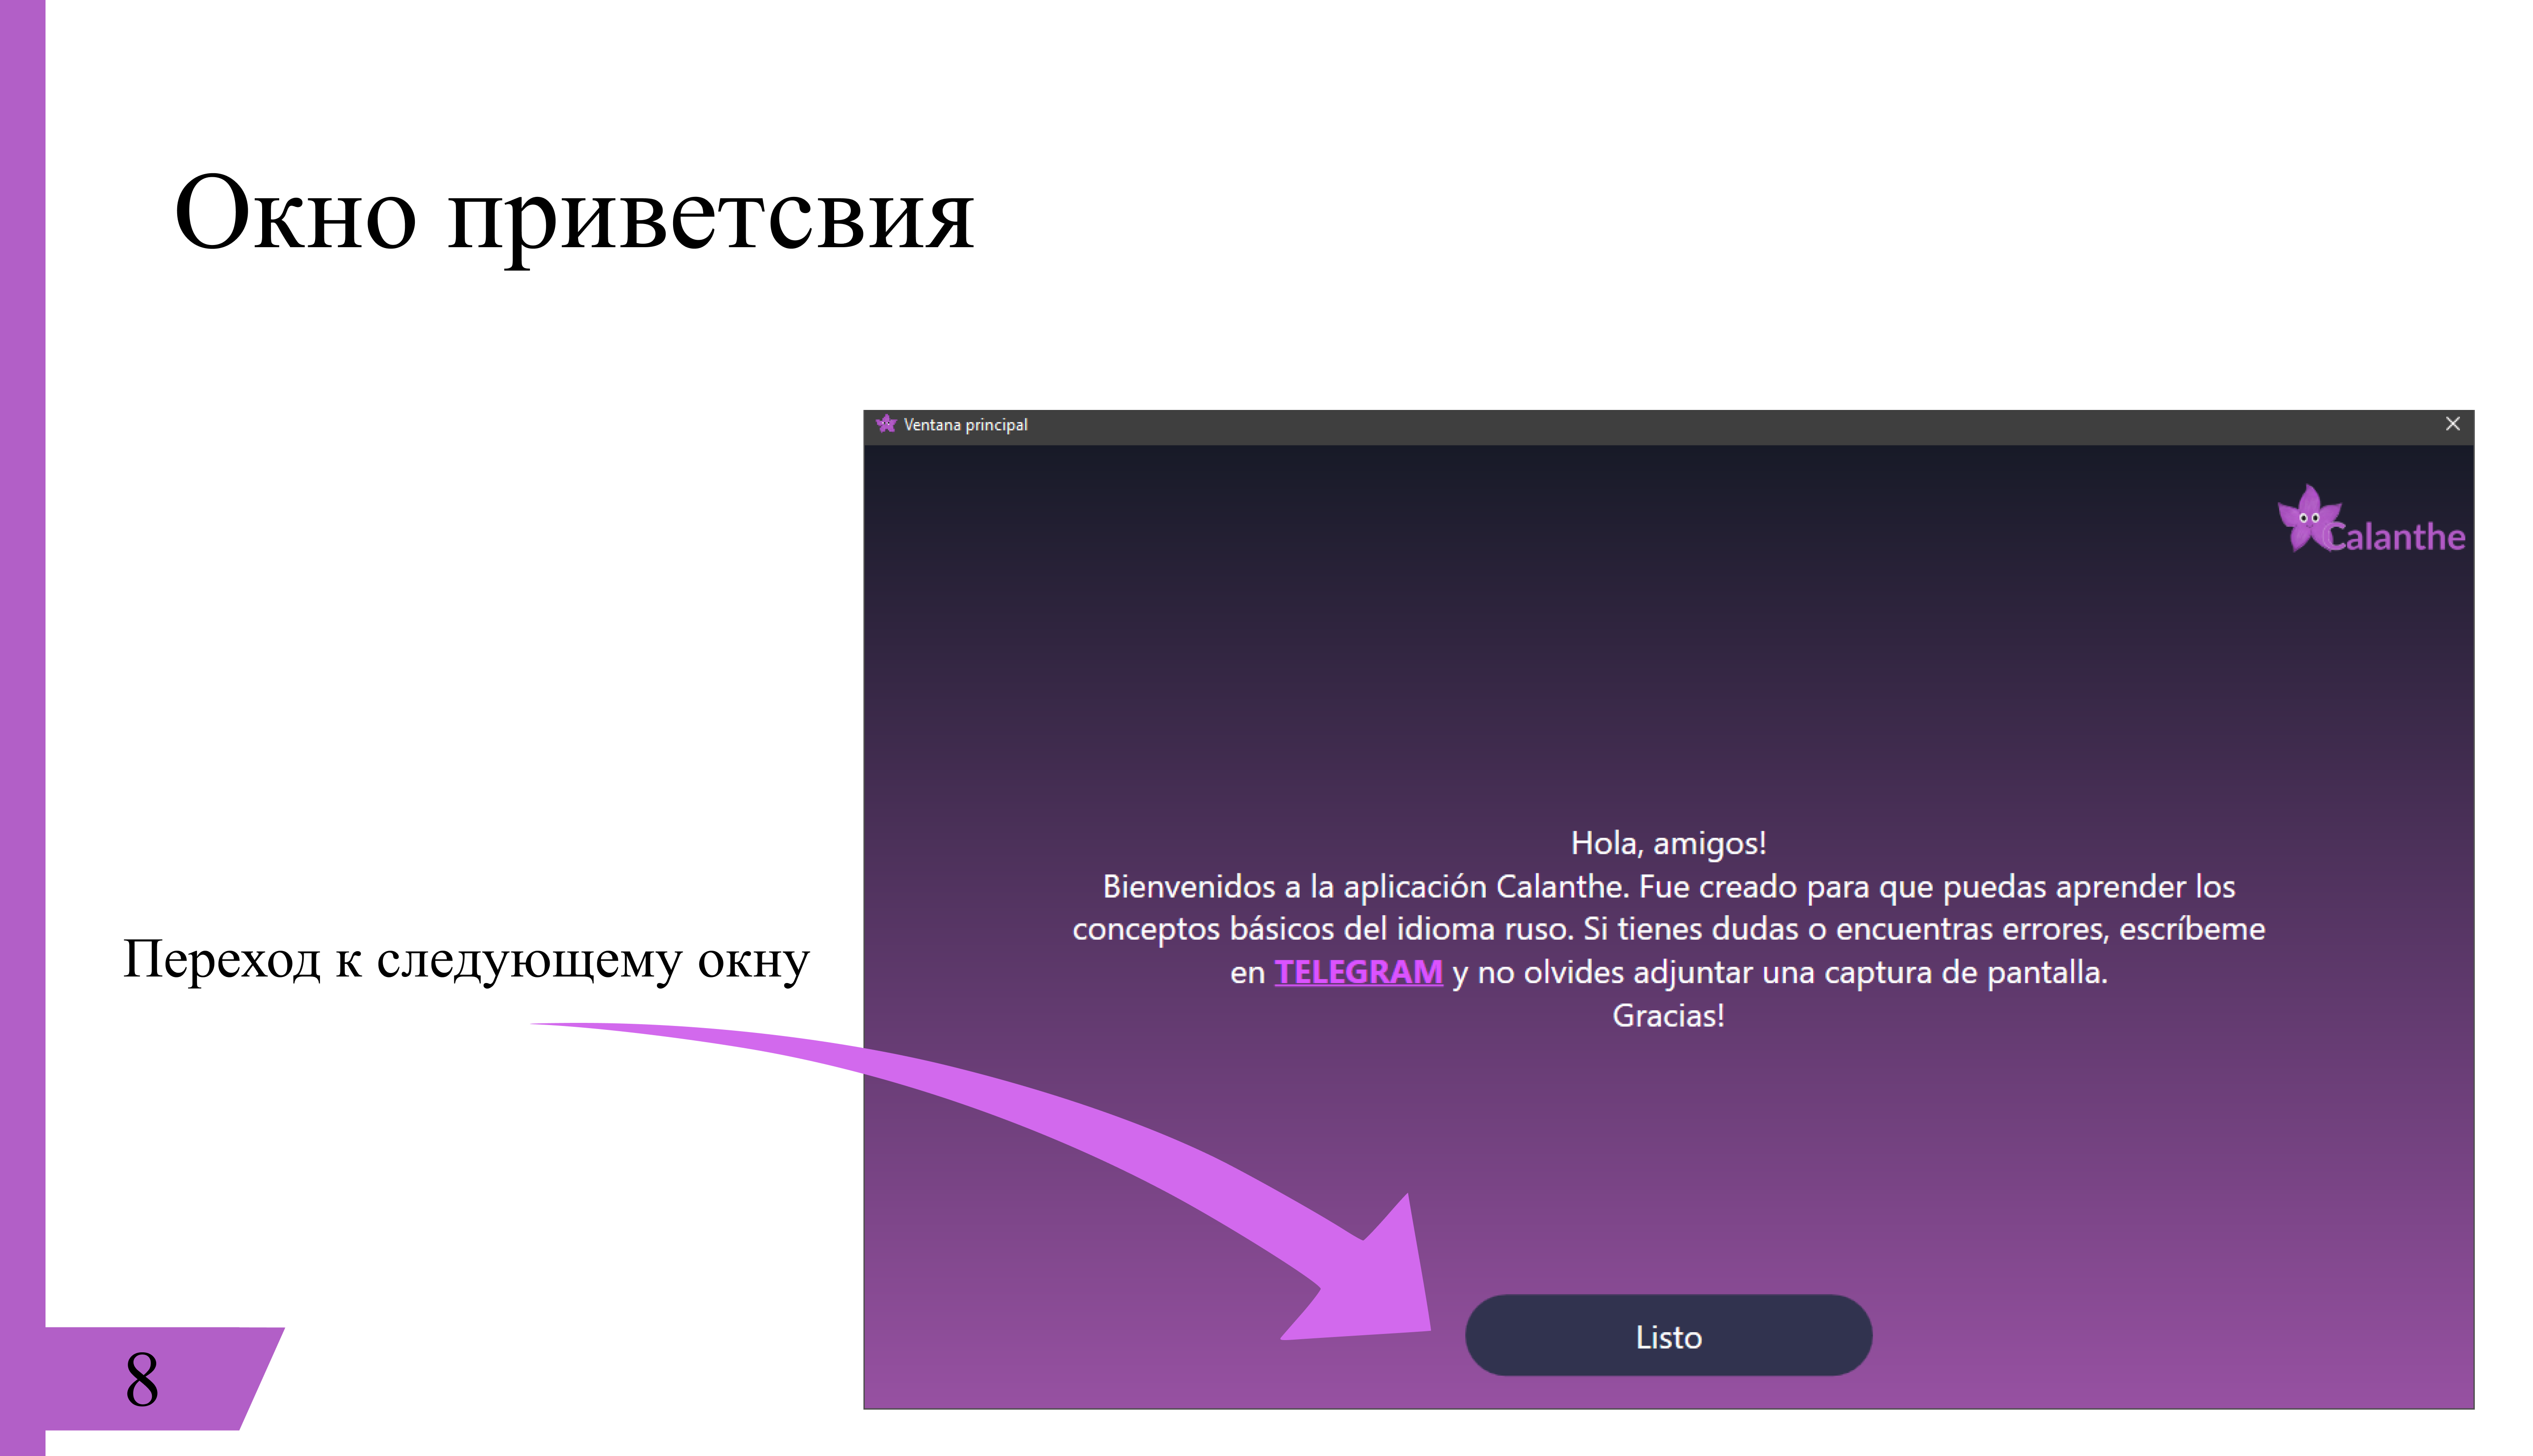 Окно приветсвия
Ventana principal
Calanthe
Hola, amigos!
Bienvenidos a la aplicación Calanthe. Fue creado para que puedas aprender los
conceptos básicos del idioma ruso. Si tienes dudas o encuentras errores, escríbeme
en TELEGRAM y no olvides adjuntar una captura de pantalla.
Gracias!
Переход к следующему окну
Listo
8